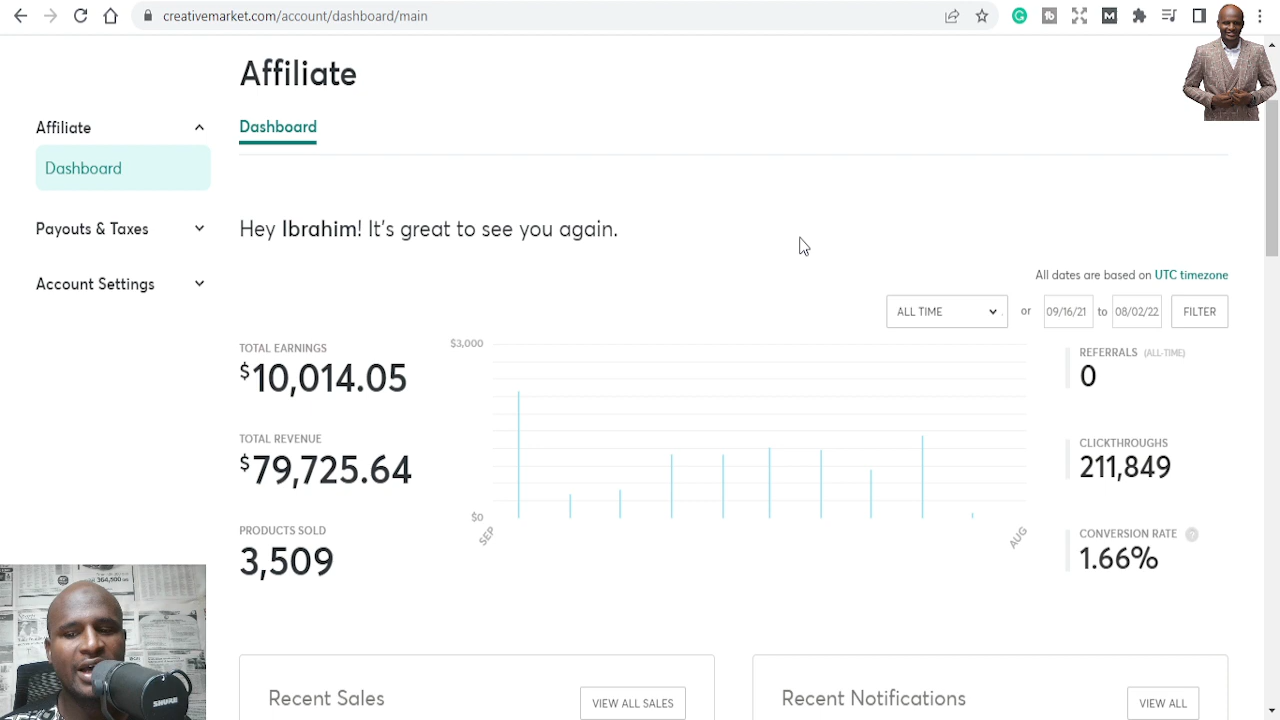 creativemarket.com/account/dashboard/main
Affiliate
Dashboard
Affiliate
Dashboard
Payouts & Taxes
Account Settings
Hey Ibrahim! It's great to see you again.
All dates are based on UTC timezone
ALL TIME or 09/16/21 to 08/02/22 FILTER
TOTAL EARNINGS
$10,014.05
TOTAL REVENUE
$79,725.64
PRODUCTS SOLD
3,509
$3,000
$0
SEP
AUG
REFERRALS (ALL-TIME)
0
CLICKTHROUGHS
211,849
CONVERSION RATE ?
1.66%
Recent Sales
VIEW ALL SALES
Recent Notifications
VIEW ALL
SHURE